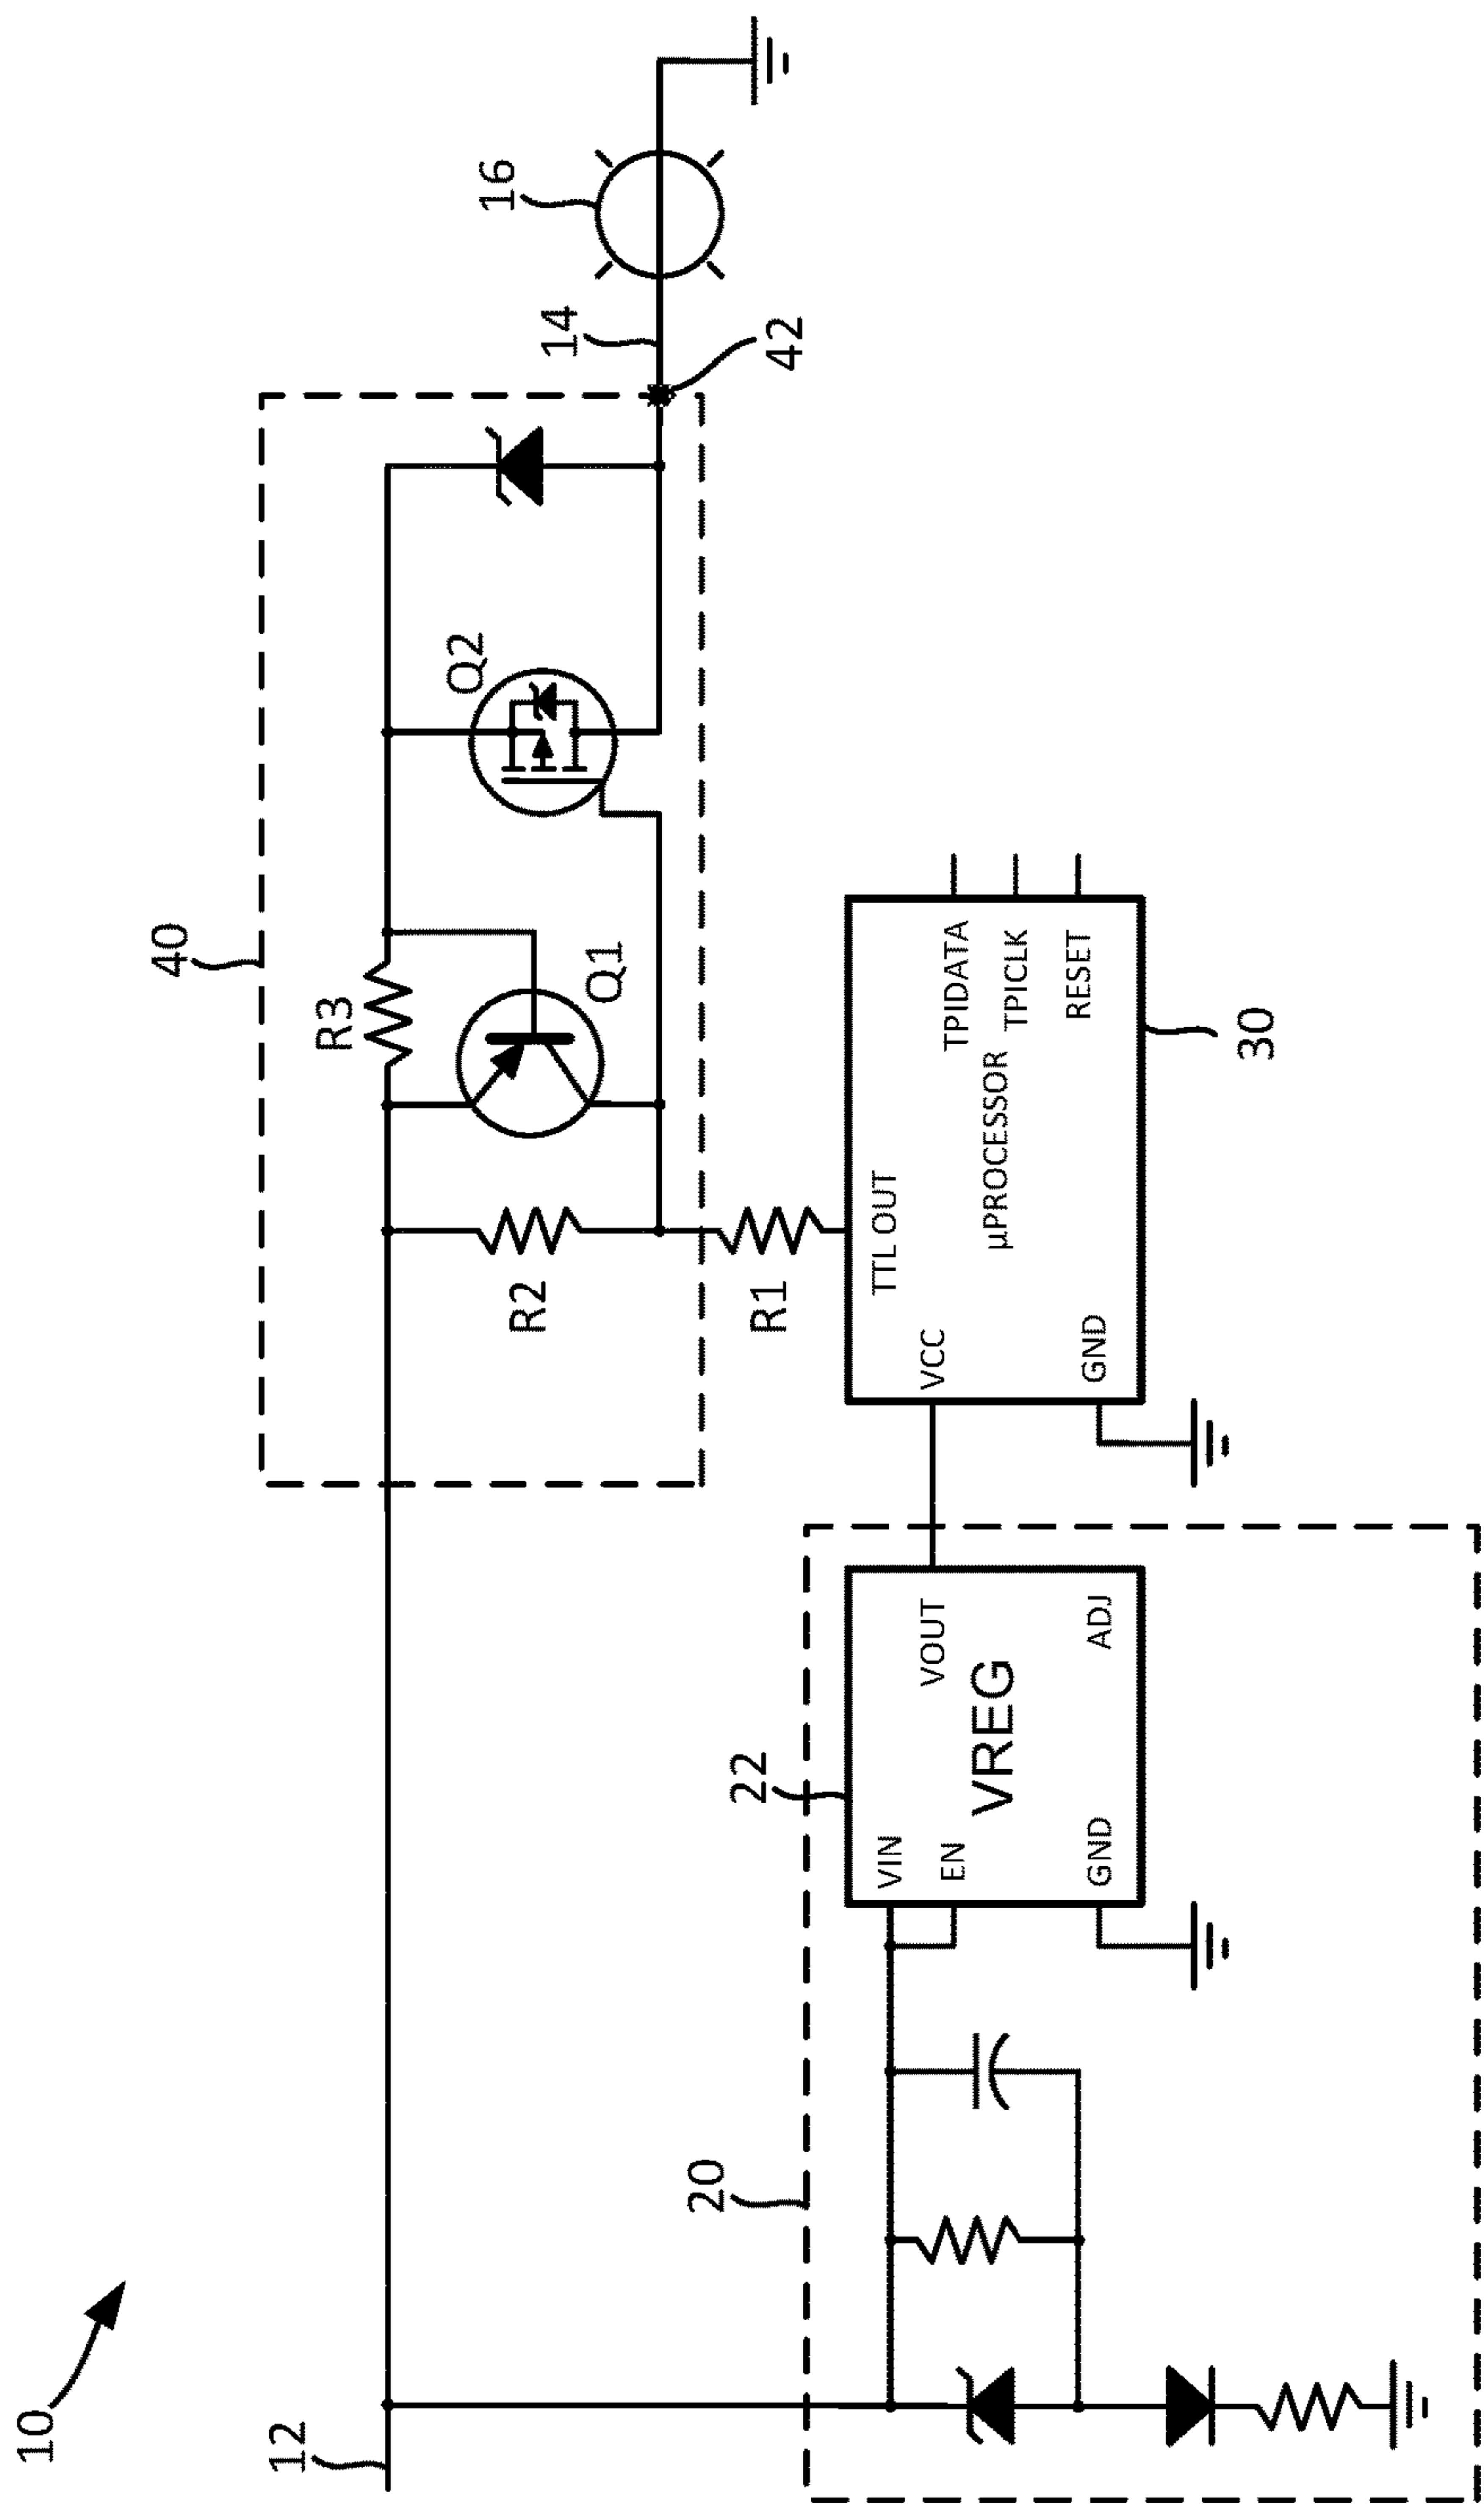 10
12
40
R3
Q2
Q1
R2
R1
14
16
42
20
22
VIN
EN
GND
VREG
VOUT
ADJ
VCC
GND
TTL OUT
µPROCESSOR
TPIDATA
TPICLK
RESET
30